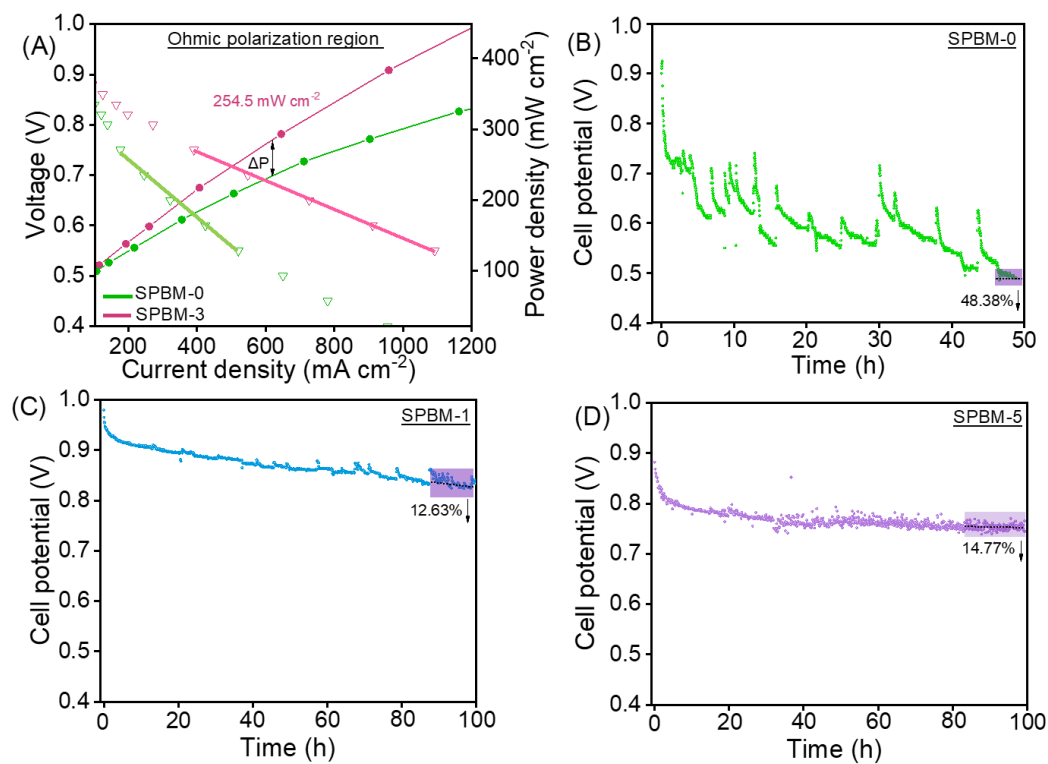 (A)
Ohmic polarization region
254.5 mW cm⁻²
ΔP
SPBM-0
SPBM-3
1.0
0.9
0.8
0.7
0.6
0.5
0.4
Voltage (V)
400
300
200
100
Power density (mW cm⁻²)
200 400 600 800 1000 1200
Current density (mA cm⁻²)
(B)
SPBM-0
1.0
0.9
0.8
0.7
0.6
0.5
0.4
Cell potential (V)
48.38%
0 10 20 30 40 50
Time (h)
(C)
SPBM-1
1.0
0.9
0.8
0.7
0.6
0.5
0.4
Cell potential (V)
12.63%
0 20 40 60 80 100
Time (h)
(D)
SPBM-5
1.0
0.9
0.8
0.7
0.6
0.5
0.4
Cell potential (V)
14.77%
0 20 40 60 80 100
Time (h)